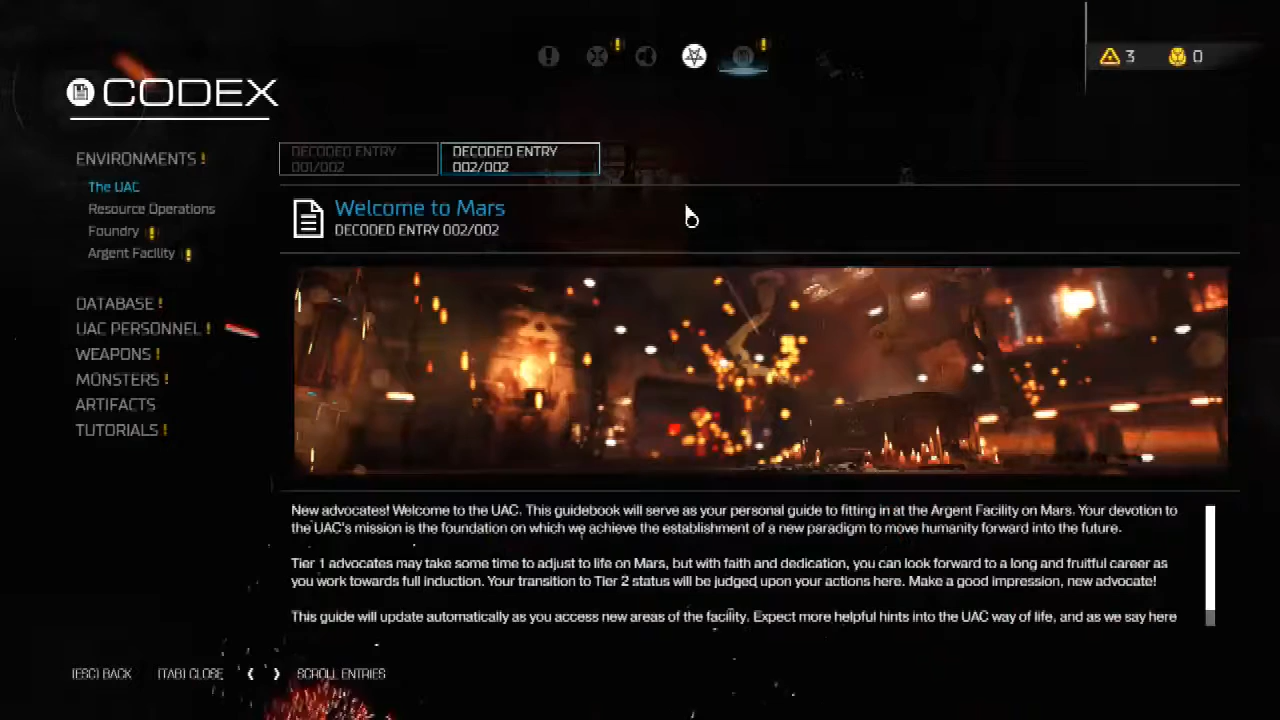 3
0
CODEX
ENVIRONMENTS !
The UAC
Resource Operations
Foundry !
Argent Facility !
DATABASE !
UAC PERSONNEL !
WEAPONS !
MONSTERS !
ARTIFACTS
TUTORIALS !
DECODED ENTRY
001/002
DECODED ENTRY
002/002
Welcome to Mars
DECODED ENTRY 002/002
New advocates! Welcome to the UAC. This guidebook will serve as your personal guide to fitting in at the Argent Facility on Mars. Your devotion to
the UAC's mission is the foundation on which we achieve the establishment of a new paradigm to move humanity forward into the future.
Tier 1 advocates may take some time to adjust to life on Mars, but with faith and dedication, you can look forward to a long and fruitful career as
you work towards full induction. Your transition to Tier 2 status will be judged upon your actions here. Make a good impression, new advocate!
This guide will update automatically as you access new areas of the facility. Expect more helpful hints into the UAC way of life, and as we say here
[ESC] BACK [TAB] CLOSE < > SCROLL ENTRIES